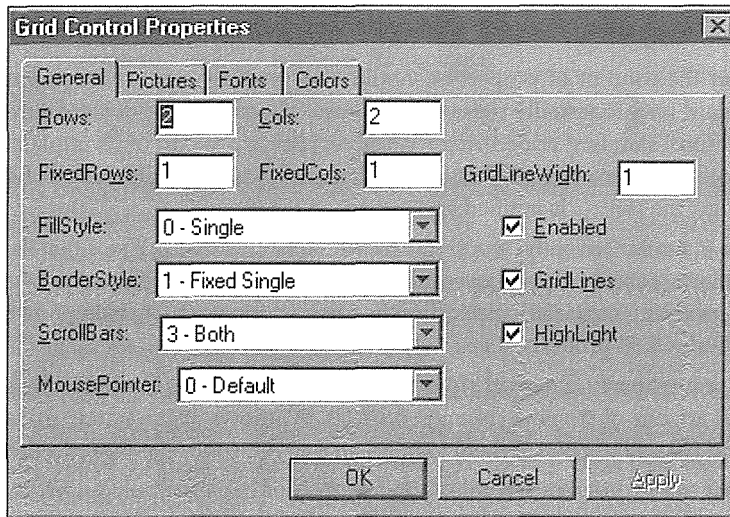 Grid Control Properties
General Pictures Fonts Colors
Rows: 2 Cols: 2
FixedRows: 1 FixedCols: 1 GridLineWidth: 1
FillStyle: 0 - Single Enabled
BorderStyle: 1 - Fixed Single GridLines
ScrollBars: 3 - Both HighLight
MousePointer: 0 - Default
OK Cancel Apply